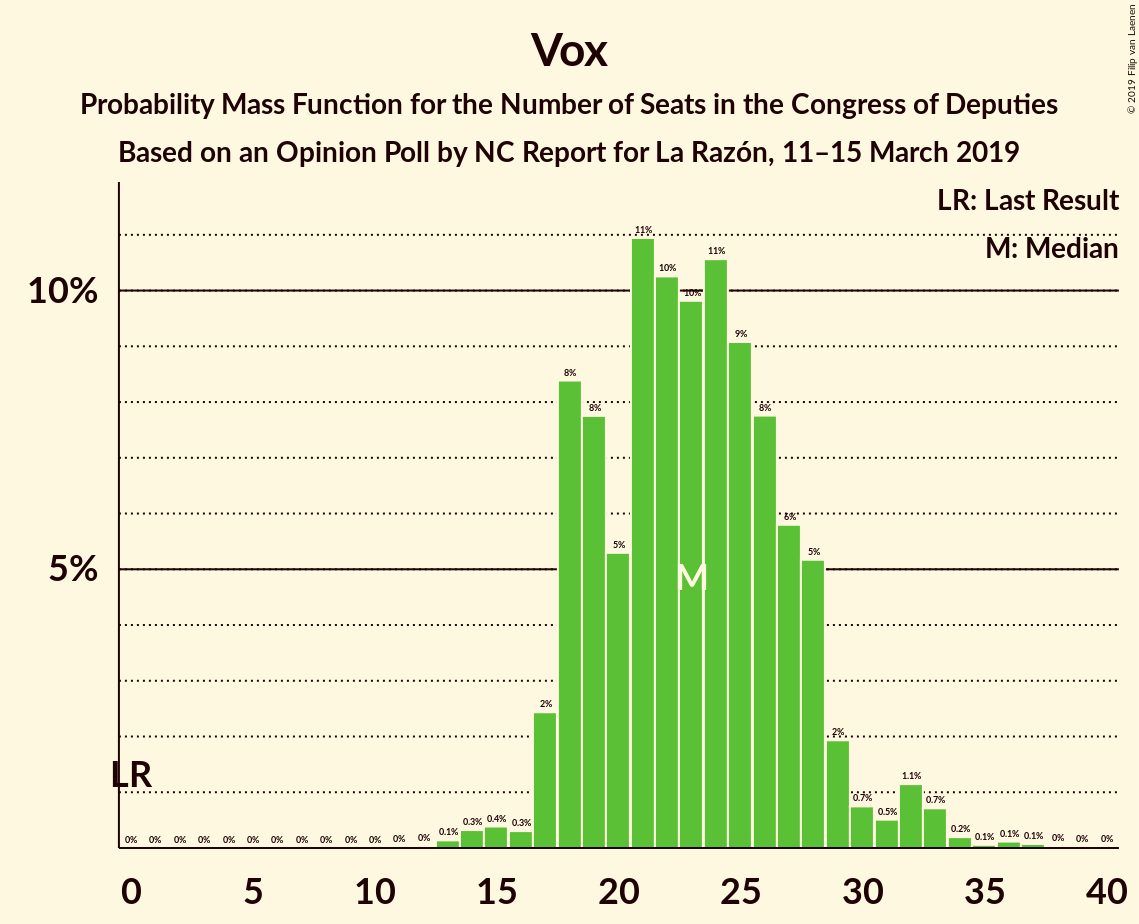 Vox
Probability Mass Function for the Number of Seats in the Congress of Deputies
Based on an Opinion Poll by NC Report for La Razón, 11–15 March 2019
© 2019 Filip van Laenen
LR: Last Result
M: Median
10%
5%
LR
M
0% 0% 0% 0% 0% 0% 0% 0% 0% 0% 0% 0% 0% 0.1% 0.3% 0.4% 0.3% 2% 8% 8% 5% 11% 10% 10% 11% 9% 8% 6% 5% 2% 0.7% 0.5% 1.1% 0.7% 0.2% 0.1% 0.1% 0.1% 0% 0% 0%
0 5 10 15 20 25 30 35 40